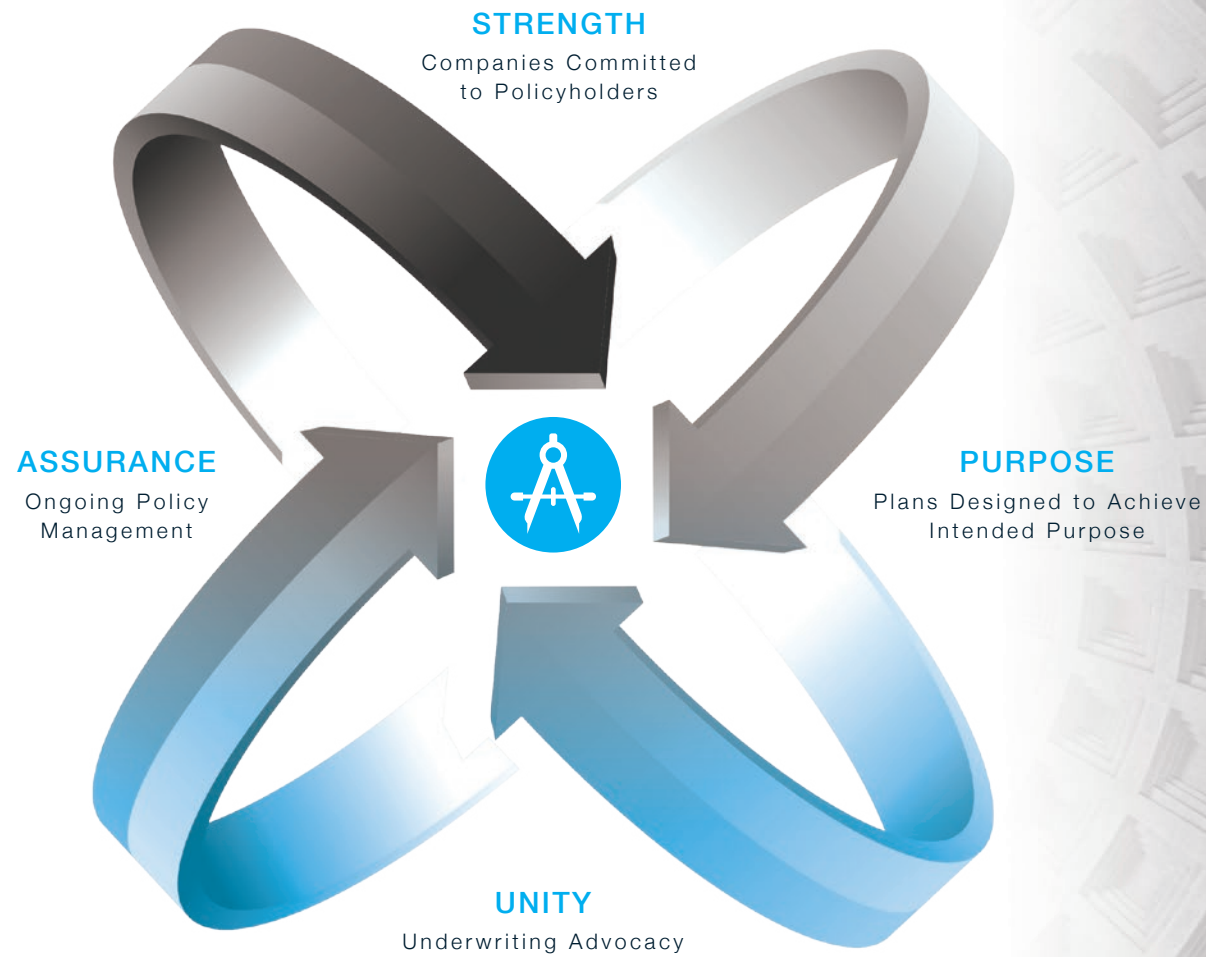 STRENGTH
Companies Committed
to Policyholders
ASSURANCE
Ongoing Policy
Management
PURPOSE
Plans Designed to Achieve
Intended Purpose
UNITY
Underwriting Advocacy